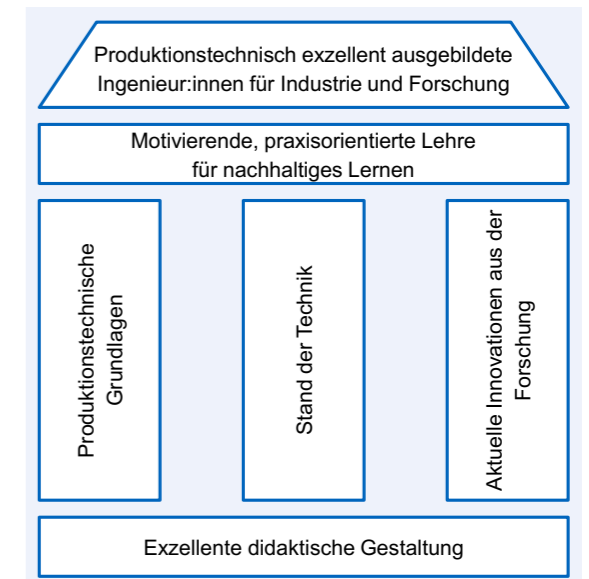 Produktionstechnisch exzellent ausgebildete
Ingenieur:innen für Industrie und Forschung
Motivierende, praxisorientierte Lehre
für nachhaltiges Lernen
Produktionstechnische
Grundlagen
Stand der Technik
Aktuelle Innovationen aus der
Forschung
Exzellente didaktische Gestaltung